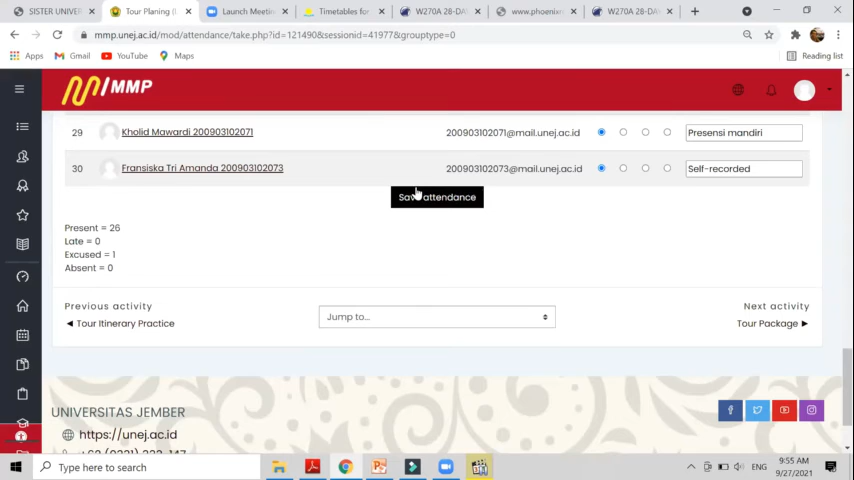 SISTER UNIVER
Tour Planing (
Launch Meetin
Timetables for
W270A 28-DA
www.phoenixr
W270A 28-DA
mmp.unej.ac.id/mod/attendance/take.php?id=121490&sessionid=41977&grouptype=0
Apps
Gmail
YouTube
Maps
Reading list
MMP
29 Kholid Mawardi 200903102071 200903102071@mail.unej.ac.id Presensi mandiri
30 Fransiska Tri Amanda 200903102073 200903102073@mail.unej.ac.id Self-recorded
Save attendance
Present = 26
Late = 0
Excused = 1
Absent = 0
Previous activity
◄ Tour Itinerary Practice
Jump to...
Next activity
Tour Package ►
UNIVERSITAS JEMBER
https://unej.ac.id
Type here to search
ENG
9:55 AM
9/27/2021